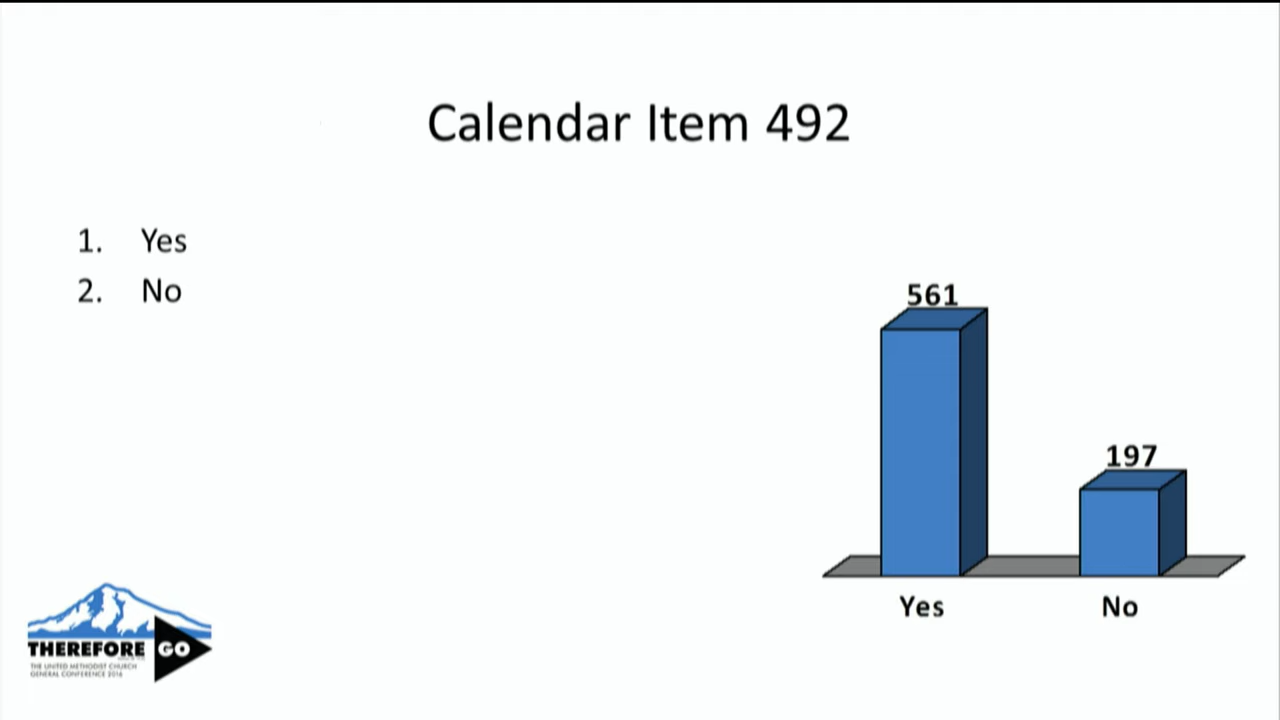 Calendar Item 492
1. Yes
2. No
561
197
Yes
No
THEREFORE GO
THE UNITED METHODIST CHURCH
GENERAL CONFERENCE 2016